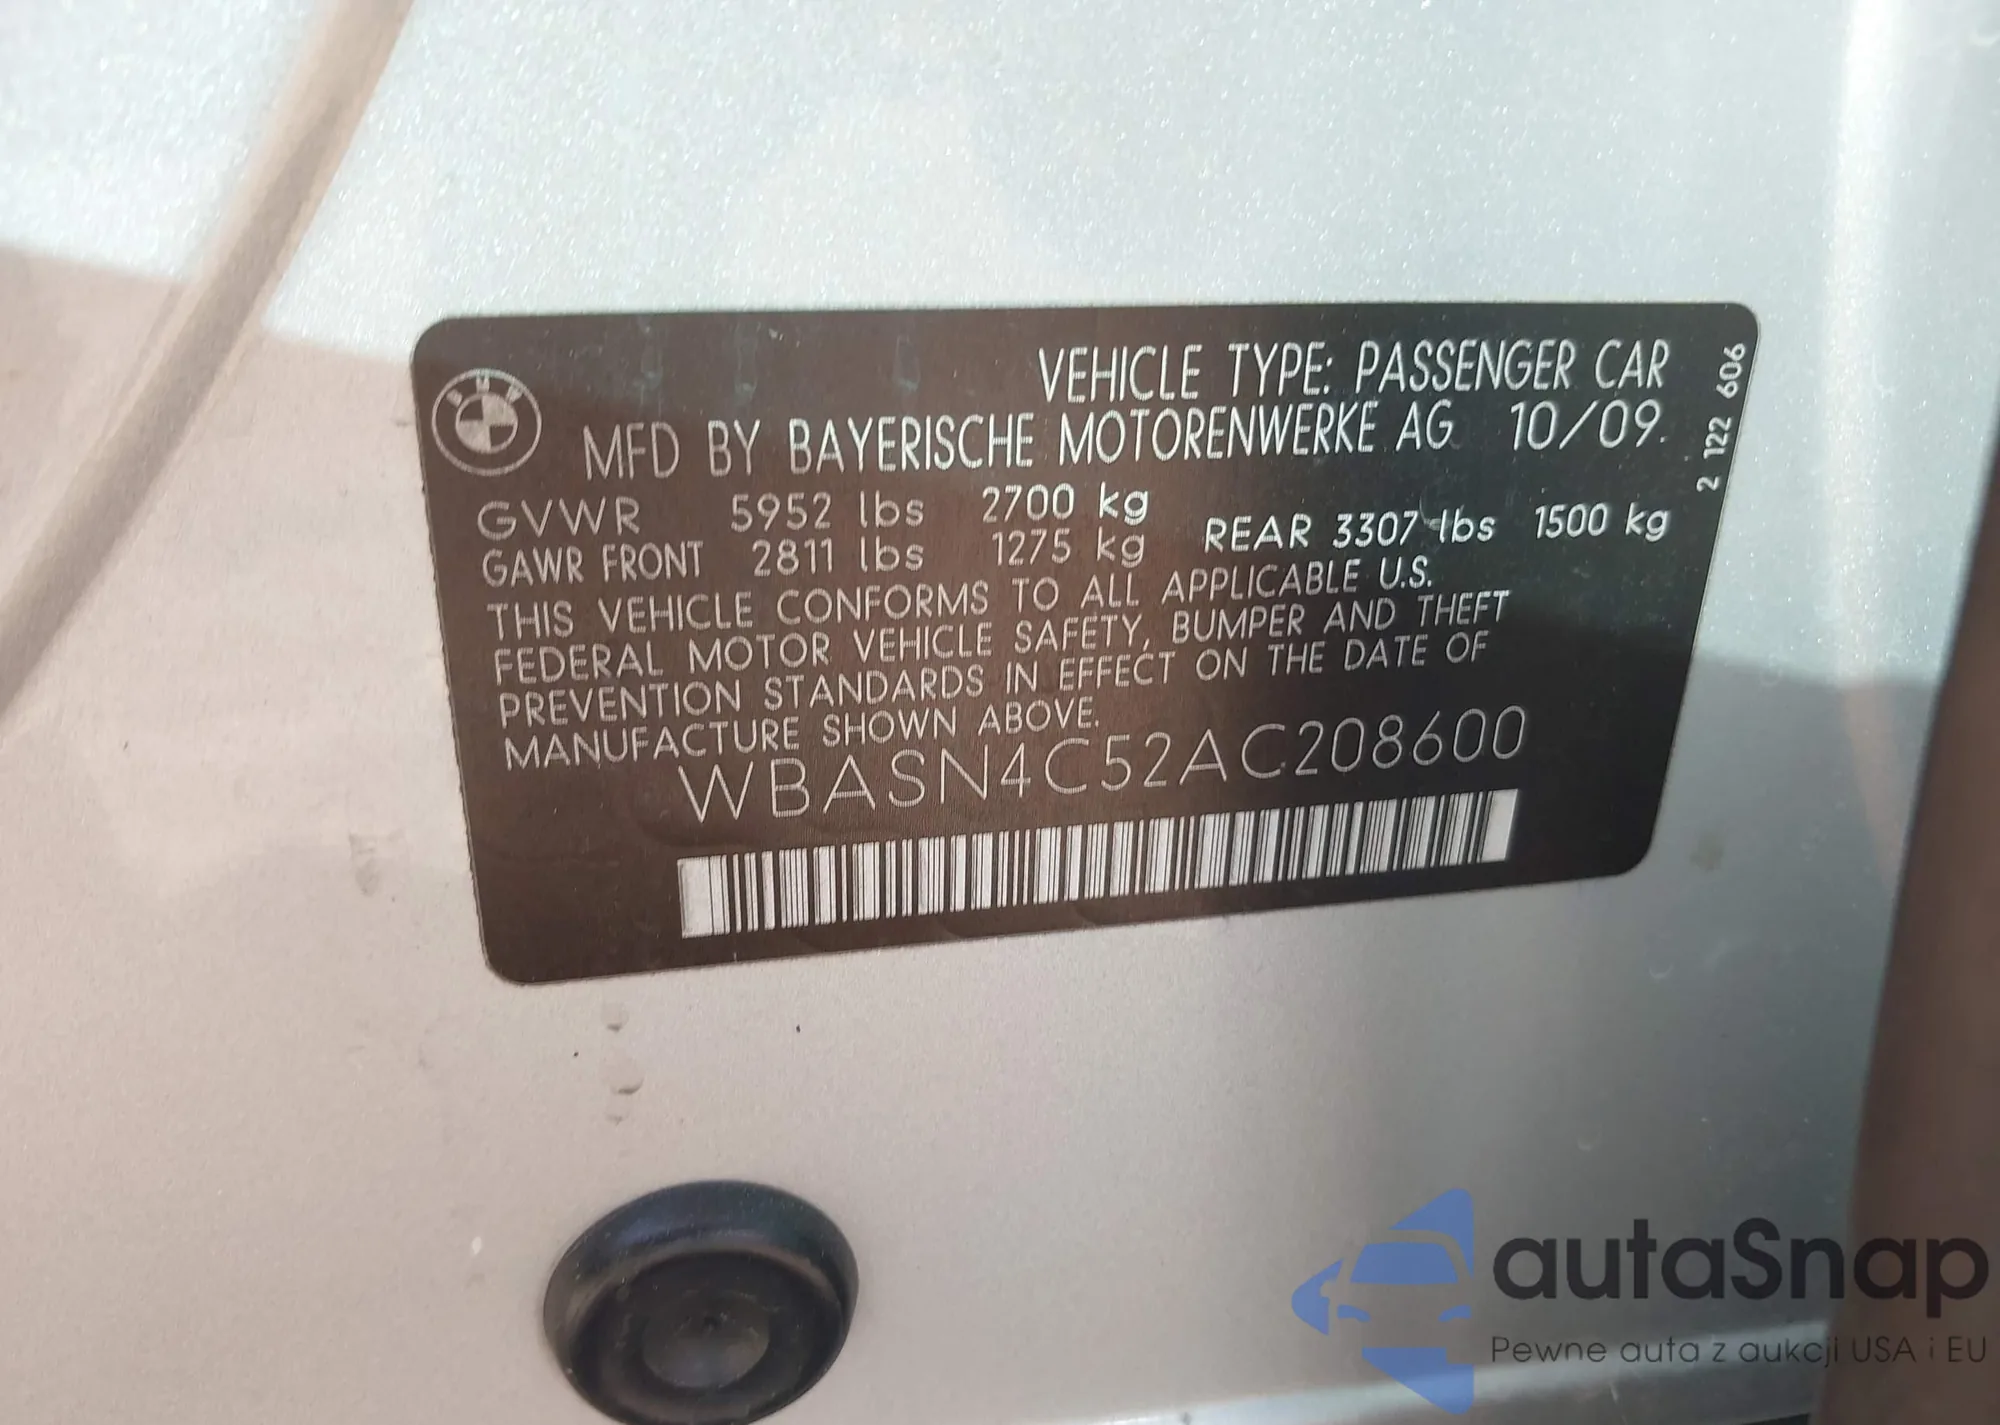 BMW
VEHICLE TYPE: PASSENGER CAR
MFD BY BAYERISCHE MOTORENWERKE AG 10/09
GVWR 5952 lbs 2700 kg
GAWR FRONT 2811 lbs 1275 kg REAR 3307 lbs 1500 kg
THIS VEHICLE CONFORMS TO ALL APPLICABLE U.S.
FEDERAL MOTOR VEHICLE SAFETY, BUMPER AND THEFT
PREVENTION STANDARDS IN EFFECT ON THE DATE OF
MANUFACTURE SHOWN ABOVE.
WBASN4C52AC208600
2 122 606
autaSnap
Pewne auta z aukcji USA i EU